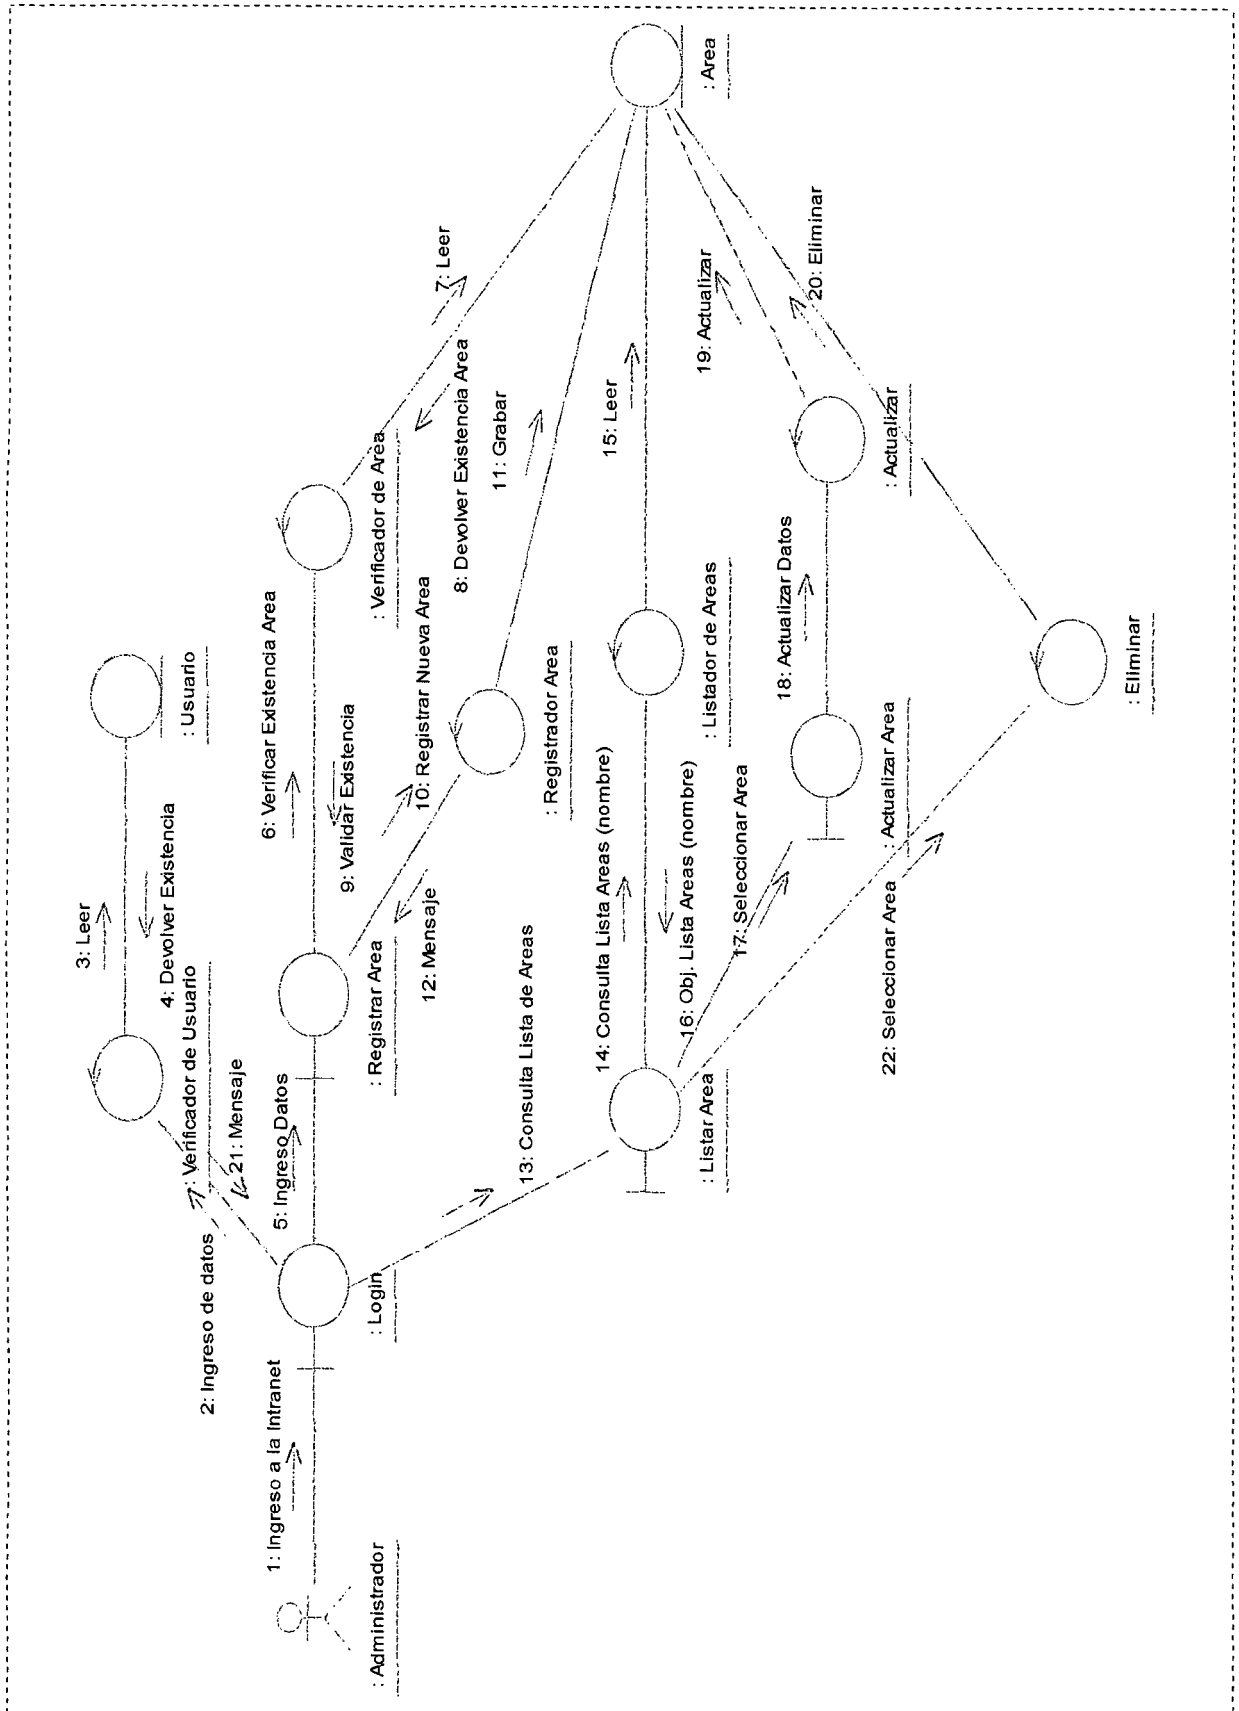 3: Leer
4: Devolver Existencia
: Usuario
: Verificador de Usuario
2: Ingreso de datos
21: Mensaje
1: Ingreso a la Intranet
: Administrador
: Login
5: Ingreso Datos
: Registrar Area
6: Verificar Existencia Area
9: Validar Existencia
: Verificador de Area
7: Leer
8: Devolver Existencia Area
10: Registrar Nueva Area
12: Mensaje
: Registrador Area
11: Grabar
13: Consulta Lista de Areas
: Listar Area
14: Consulta Lista Areas (nombre)
16: Obj. Lista Areas (nombre)
: Listador de Areas
15: Leer
: Area
17: Seleccionar Area
: Actualizar Area
18: Actualizar Datos
: Actualizar
19: Actualizar
20: Eliminar
22: Seleccionar Area
: Eliminar